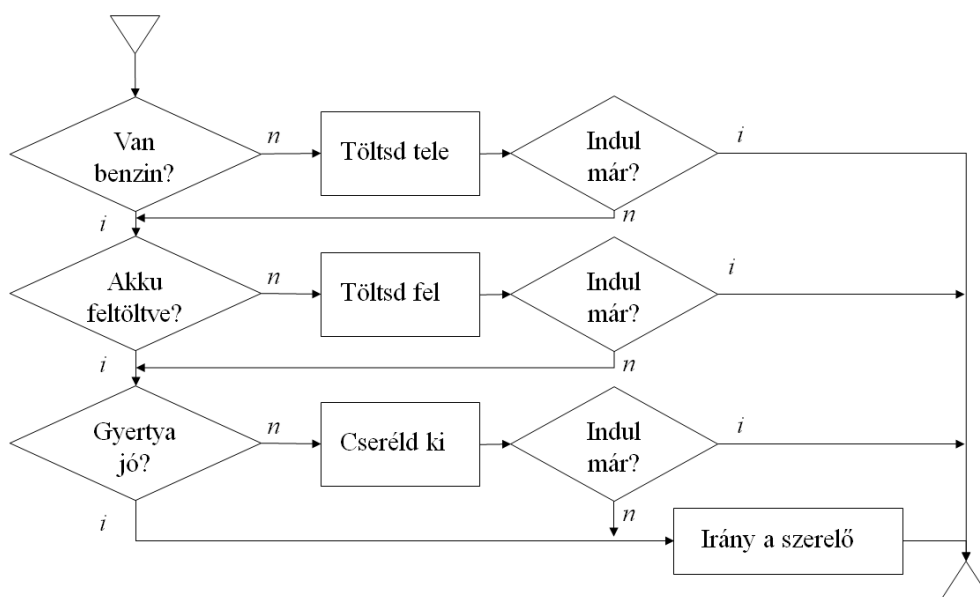 Van
benzin?
n
Töltsd tele
Indul
már?
i
i
n
Akku
feltöltve?
n
Töltsd fel
Indul
már?
i
i
n
Gyertya
jó?
n
Cseréld ki
Indul
már?
i
i
n
Irány a szerelő